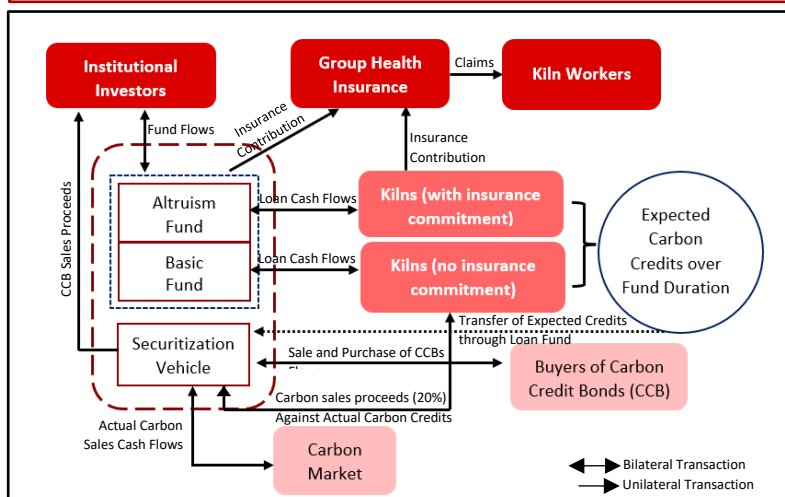 Institutional
Investors
Group Health
Insurance
Claims
Kiln Workers
Fund Flows
Insurance
Contribution
Insurance
Contribution
CCB Sales Proceeds
Altruism
Fund
Loan Cash Flows
Kilns (with insurance
commitment)
Expected
Carbon
Credits over
Fund Duration
Basic
Fund
Loan Cash Flows
Kilns (no insurance
commitment)
Transfer of Expected Credits
through Loan Fund
Securitization
Vehicle
Sale and Purchase of CCBs
Buyers of Carbon
Credit Bonds (CCB)
Carbon sales proceeds (20%)
Against Actual Carbon Credits
Actual Carbon
Sales Cash Flows
Carbon
Market
Bilateral Transaction
Unilateral Transaction